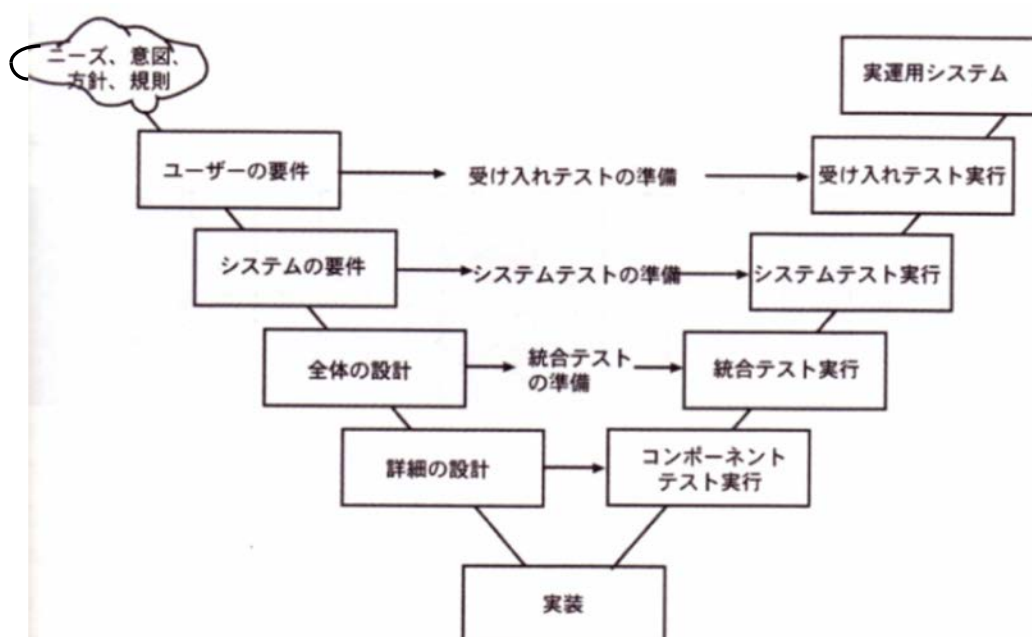 ニーズ、意図、
方針、規則
実運用システム
ユーザーの要件
受け入れテストの準備
受け入れテスト実行
システムの要件
システムテストの準備
システムテスト実行
全体の設計
統合テスト
の準備
統合テスト実行
詳細の設計
コンポーネント
テスト実行
実装